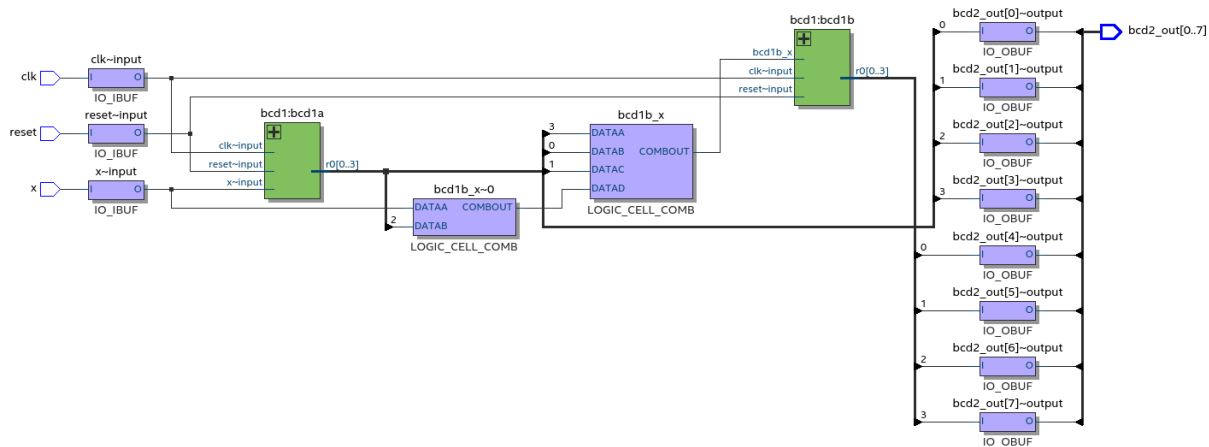 clk
clk~input
I
O
IO_IBUF
reset
reset~input
I
O
IO_IBUF
x
x~input
I
O
IO_IBUF
bcd1:bcd1a
clk~input
reset~input
x~input
r0[0..3]
bcd1b_x~0
DATAA COMBOUT
DATAB
2
LOGIC_CELL_COMB
bcd1b_x
3
0
1
DATAA
DATAB COMBOUT
DATAC
DATAD
LOGIC_CELL_COMB
bcd1:bcd1b
bcd1b_x
clk~input
reset~input
r0[0..3]
bcd2_out[0]~output
0
I
O
IO_OBUF
bcd2_out[1]~output
1
I
O
IO_OBUF
bcd2_out[2]~output
2
I
O
IO_OBUF
bcd2_out[3]~output
3
I
O
IO_OBUF
bcd2_out[4]~output
0
I
O
IO_OBUF
bcd2_out[5]~output
1
I
O
IO_OBUF
bcd2_out[6]~output
2
I
O
IO_OBUF
bcd2_out[7]~output
3
I
O
IO_OBUF
bcd2_out[0..7]